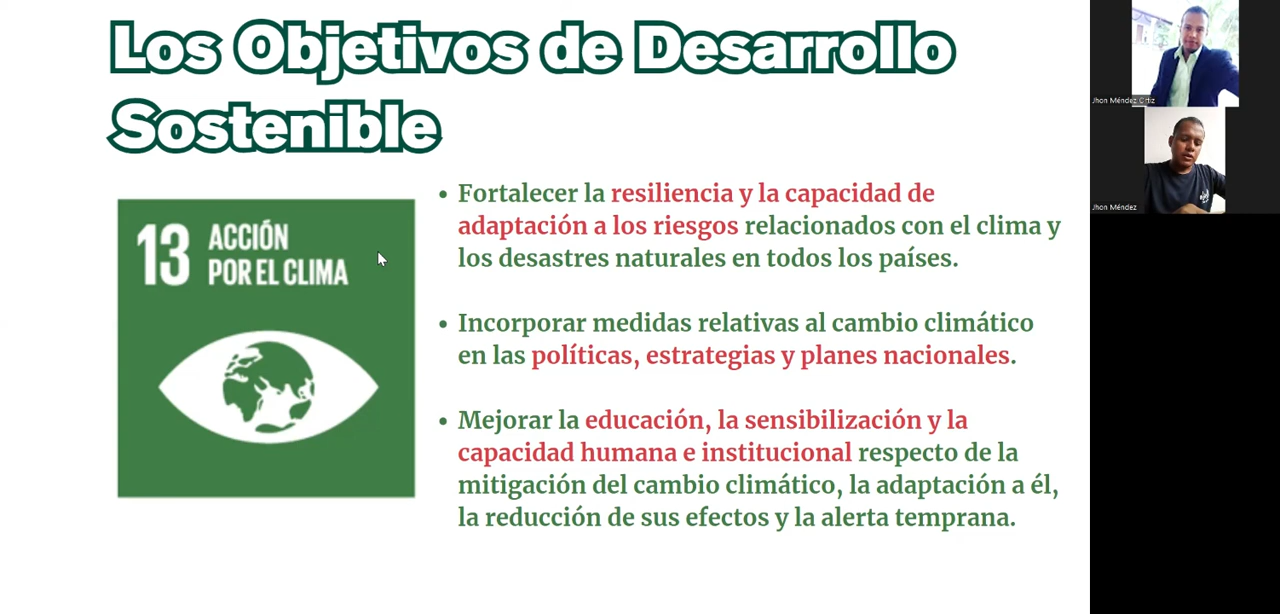 Los Objetivos de Desarrollo
Sostenible
13 ACCIÓN
POR EL CLIMA
• Fortalecer la resiliencia y la capacidad de
adaptación a los riesgos relacionados con el clima y
los desastres naturales en todos los países.
• Incorporar medidas relativas al cambio climático
en las políticas, estrategias y planes nacionales.
• Mejorar la educación, la sensibilización y la
capacidad humana e institucional respecto de la
mitigación del cambio climático, la adaptación a él,
la reducción de sus efectos y la alerta temprana.
Jhon Méndez Ortiz
Jhon Méndez